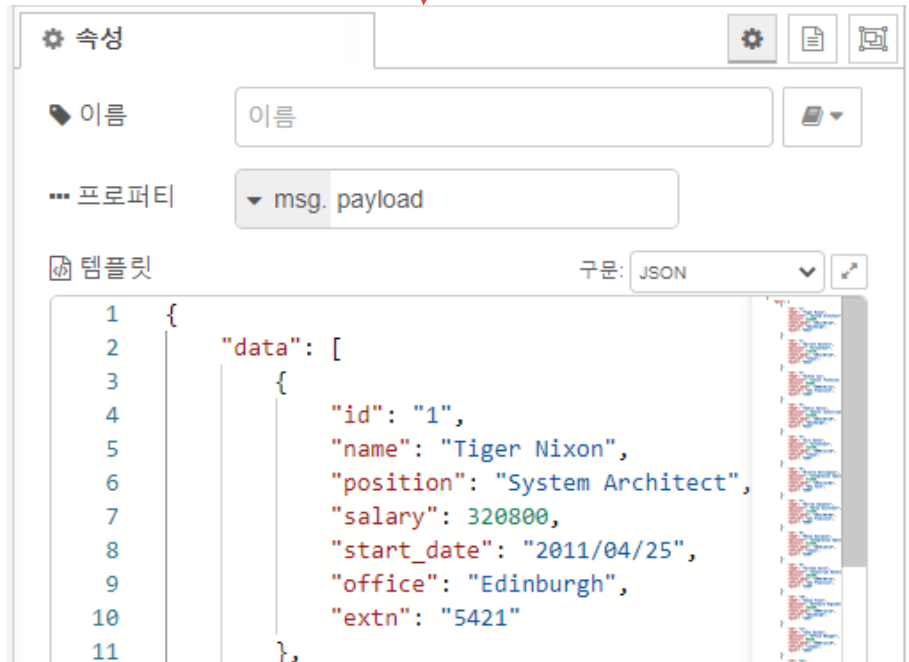 속성
이름 이름
프로퍼티 msg. payload
템플릿 구문: JSON
1 {
2 "data": [
3 {
4 "id": "1",
5 "name": "Tiger Nixon",
6 "position": "System Architect",
7 "salary": 320800,
8 "start_date": "2011/04/25",
9 "office": "Edinburgh",
10 "extn": "5421"
11 },